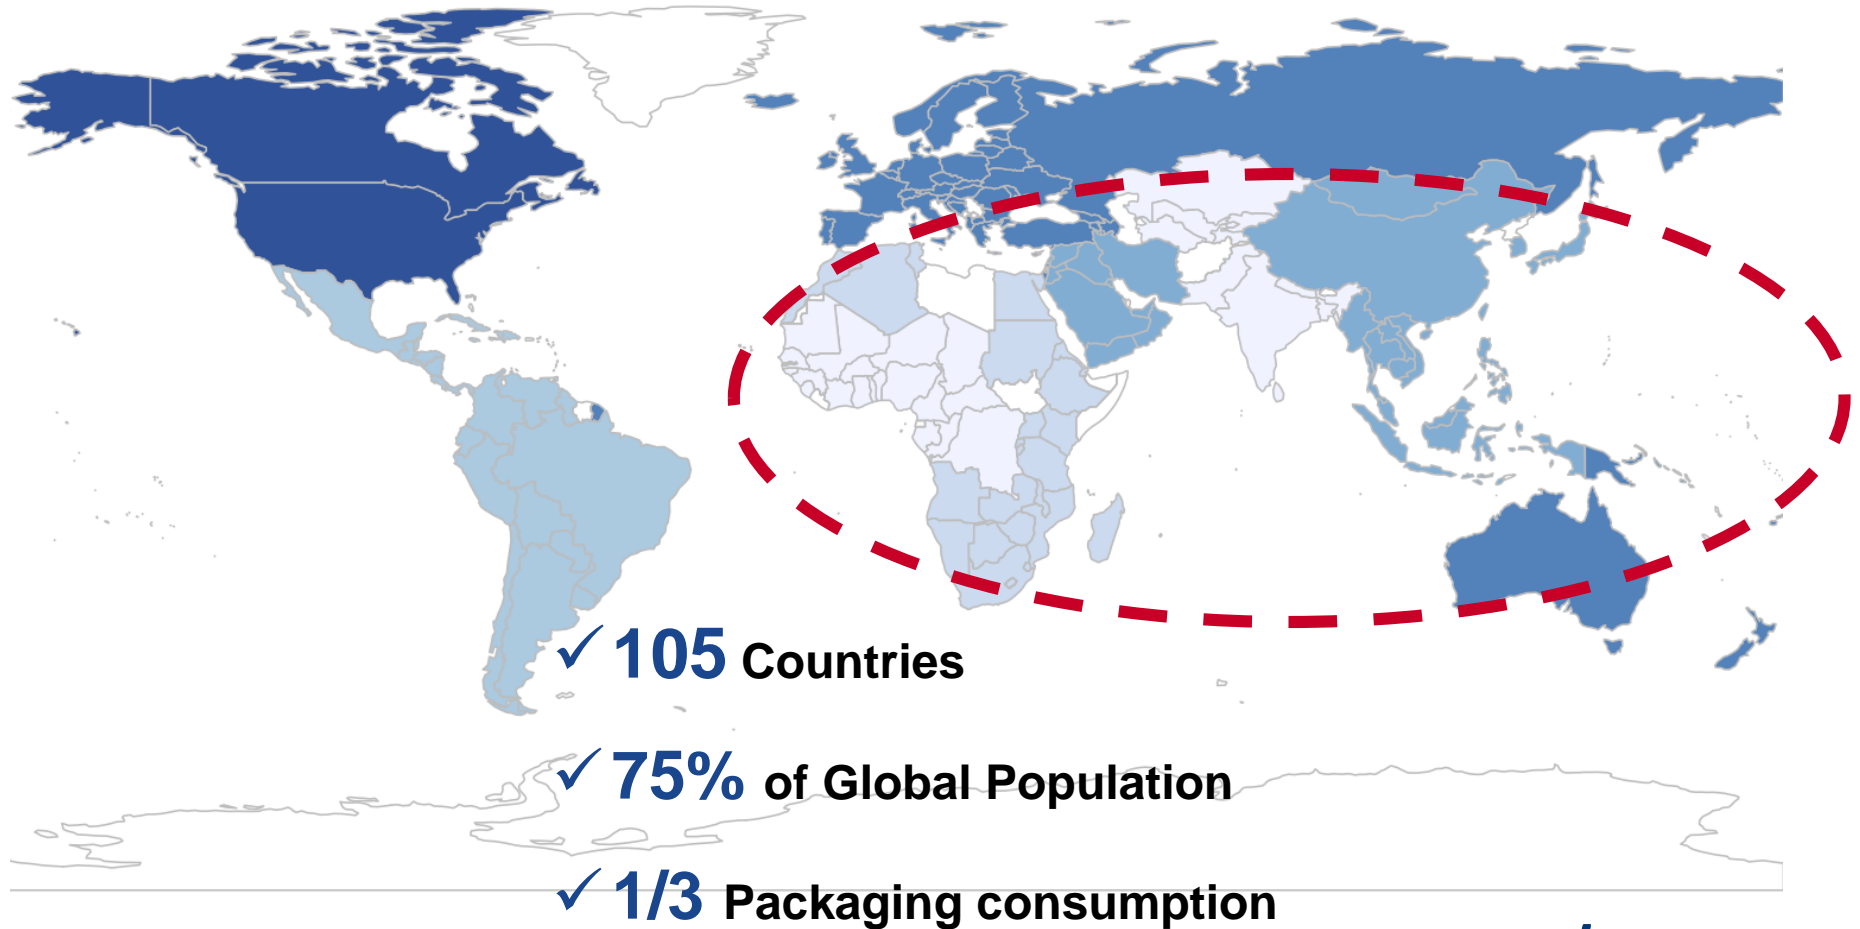 ✓ 105 Countries
✓ 75% of Global Population
✓ 1/3 Packaging consumption